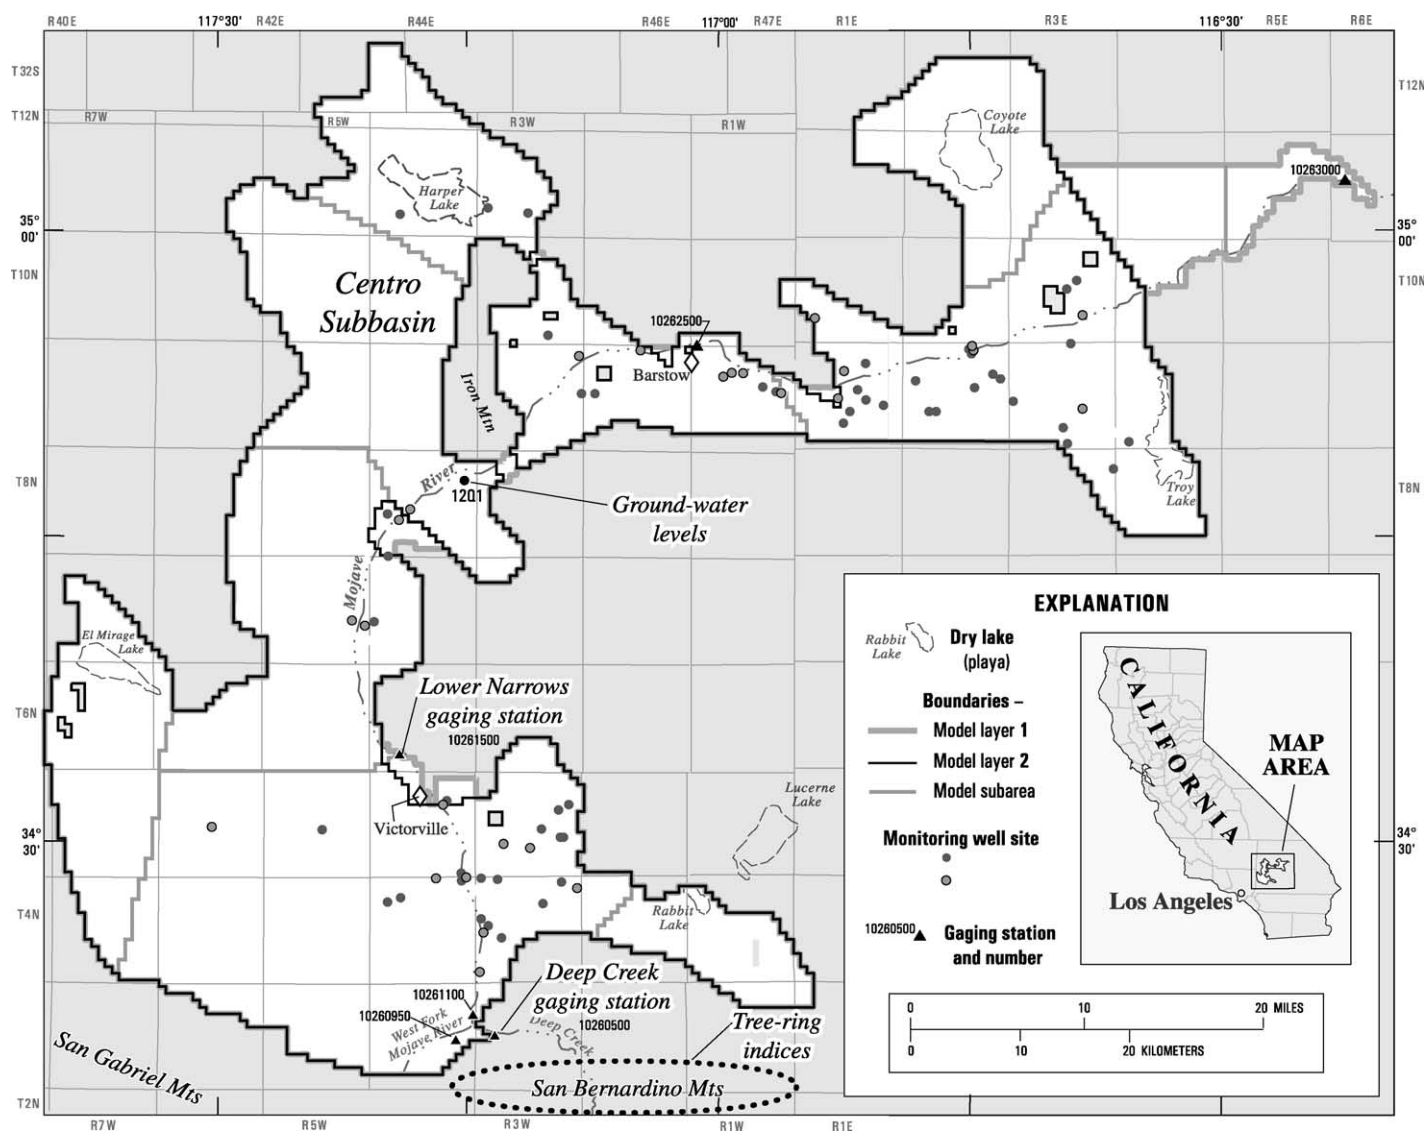 R40E
117°30'
R42E
R44E
R46E
117°00'
R47E
R1E
R3E
116°30'
R5E
R6E
T32S
T12N
T12N
R7W
R5W
R3W
R1W
Coyote
Lake
10263000
Harper
Lake
35°
00'
35°
00'
T10N
T10N
Centro
Subbasin
10262500
Barstow
Iron Mtn
River
1201
Ground-water
levels
T8N
T8N
Troy
Lake
Mojave
El Mirage
Lake
Lower Narrows
gaging station
10261500
T6N
Victorville
Lucerne
Lake
34°
30'
34°
30'
T4N
Rabbit
Lake
Deep Creek
gaging station
10261100
10260950
10260500
West Fork
Mojave River
Deep Creek
Tree-ring
indices
San Gabriel Mts
San Bernardino Mts
T2N
R7W
R5W
R3W
R1W
R1E
EXPLANATION
Rabbit
Lake
Dry lake
(playa)
Boundaries –
Model layer 1
Model layer 2
Model subarea
Monitoring well site
10260500
Gaging station
and number
CALIFORNIA
MAP
AREA
Los Angeles
0
10
20 MILES
0
10
20 KILOMETERS